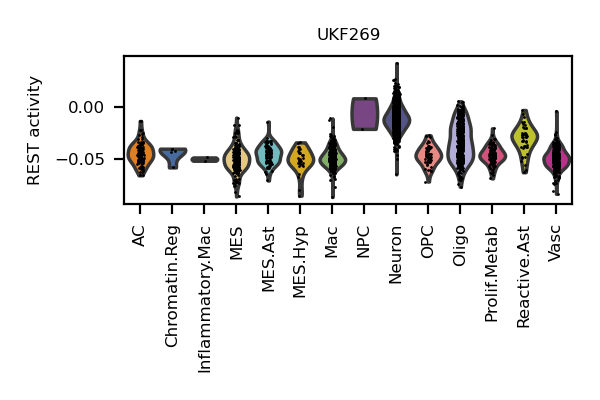 UKF269
REST activity
0.00
−0.05
AC
Chromatin.Reg
Inflammatory.Mac
MES
MES.Ast
MES.Hyp
Mac
NPC
Neuron
OPC
Oligo
Prolif.Metab
Reactive.Ast
Vasc